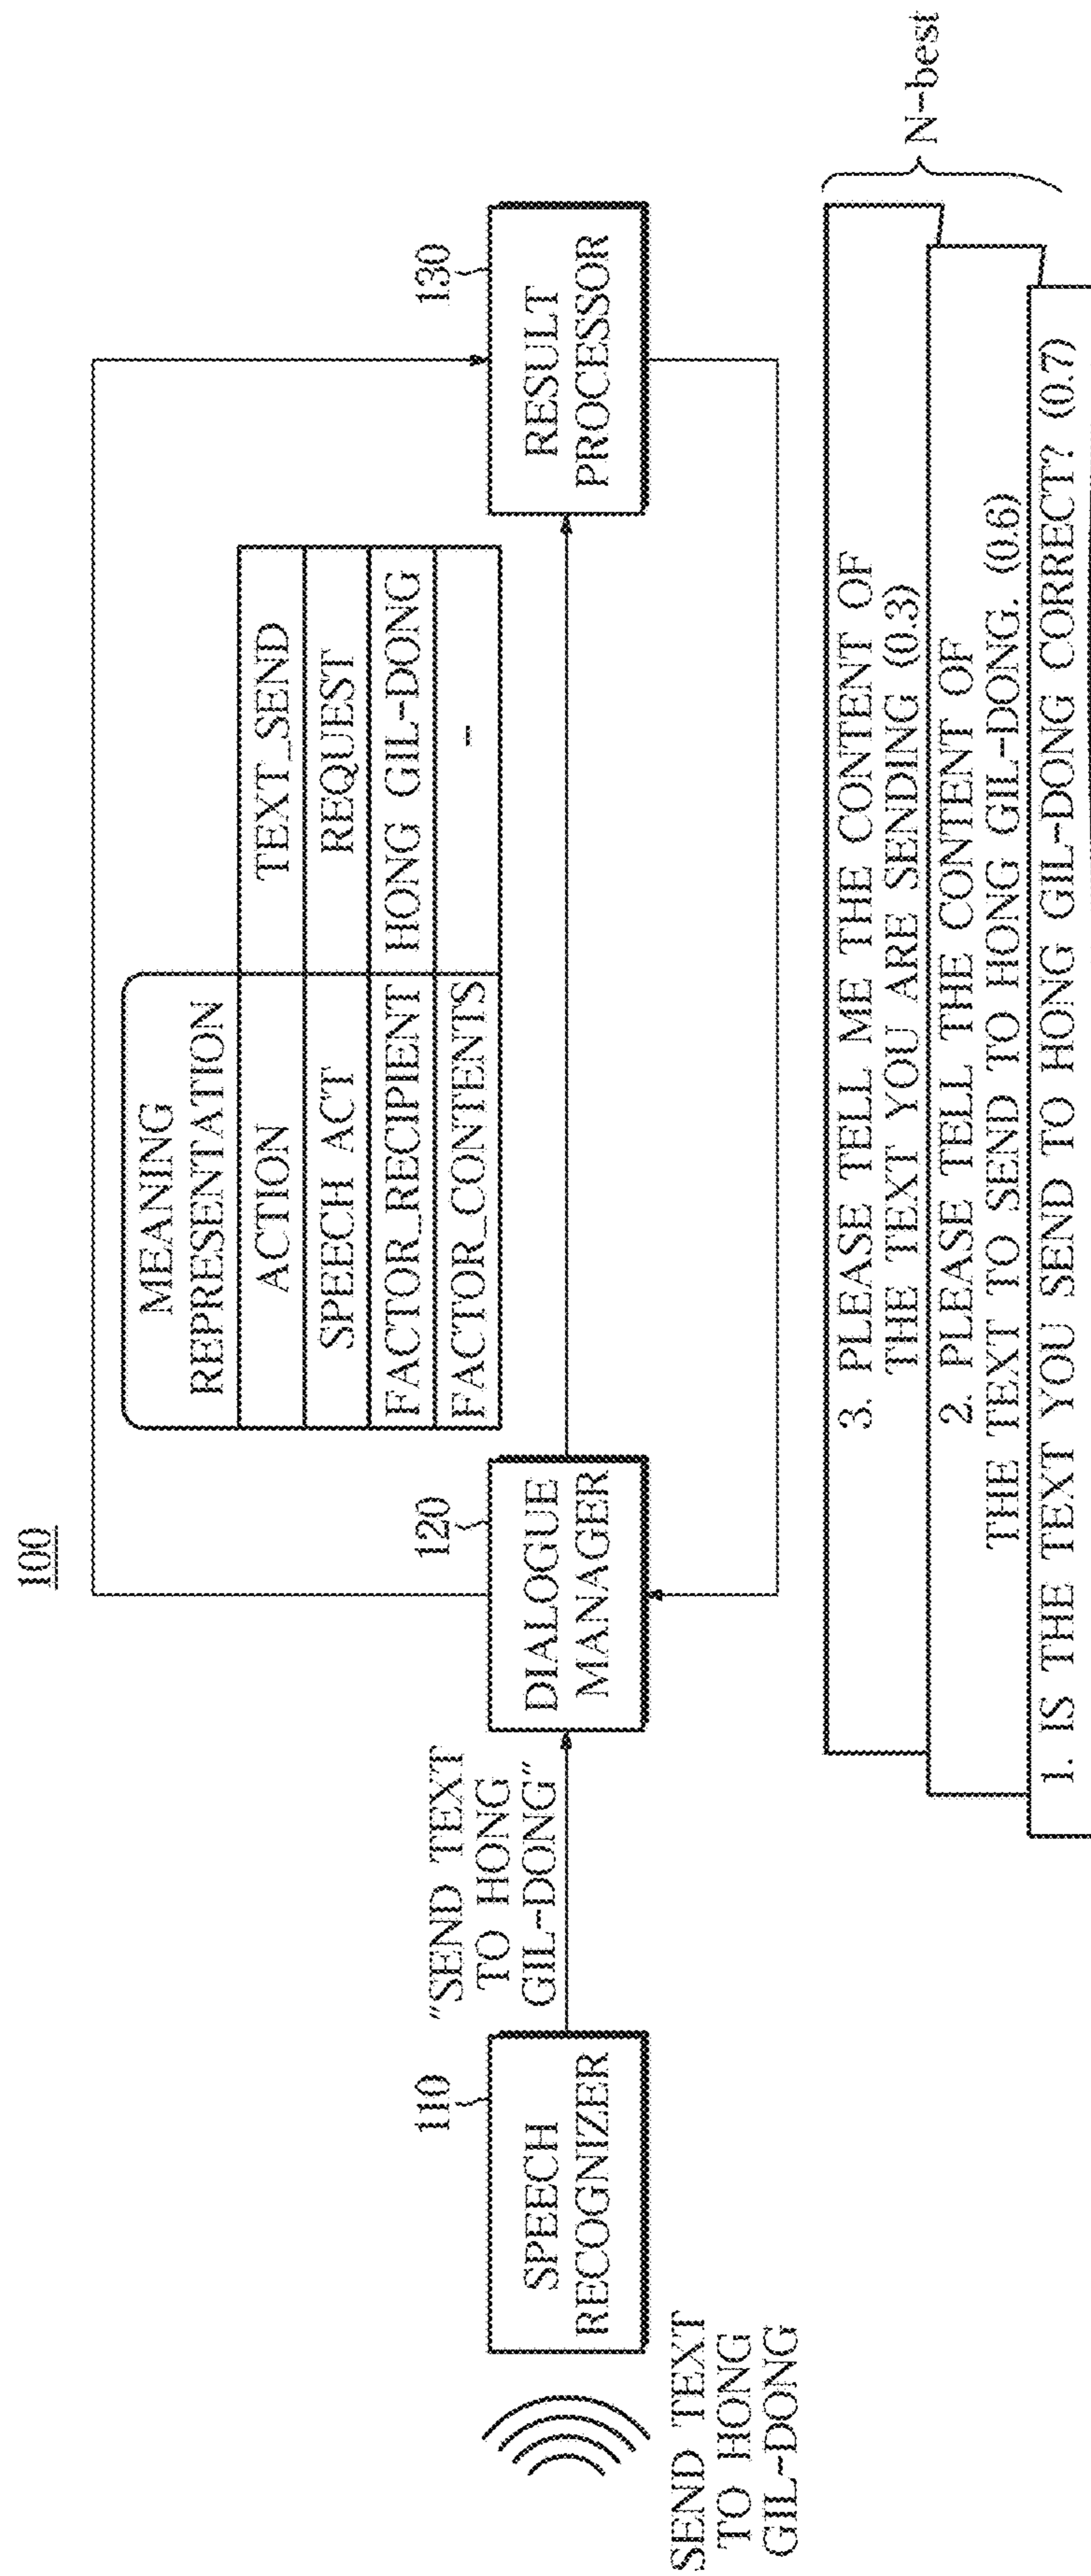 100
MEANING
REPRESENTATION
ACTION TEXT_SEND
SPEECH ACT REQUEST
FACTOR_RECIPIENT HONG GIL-DONG
FACTOR_CONTENTS -
110
120
130
"SEND TEXT
TO HONG
GIL-DONG"
SPEECH
RECOGNIZER
DIALOGUE
MANAGER
RESULT
PROCESSOR
SEND TEXT
TO HONG
GIL-DONG
3. PLEASE TELL ME THE CONTENT OF
THE TEXT YOU ARE SENDING (0.3)
2. PLEASE TELL THE CONTENT OF
THE TEXT TO SEND TO HONG GIL-DONG. (0.6)
1. IS THE TEXT YOU SEND TO HONG GIL-DONG CORRECT? (0.7)
N-best